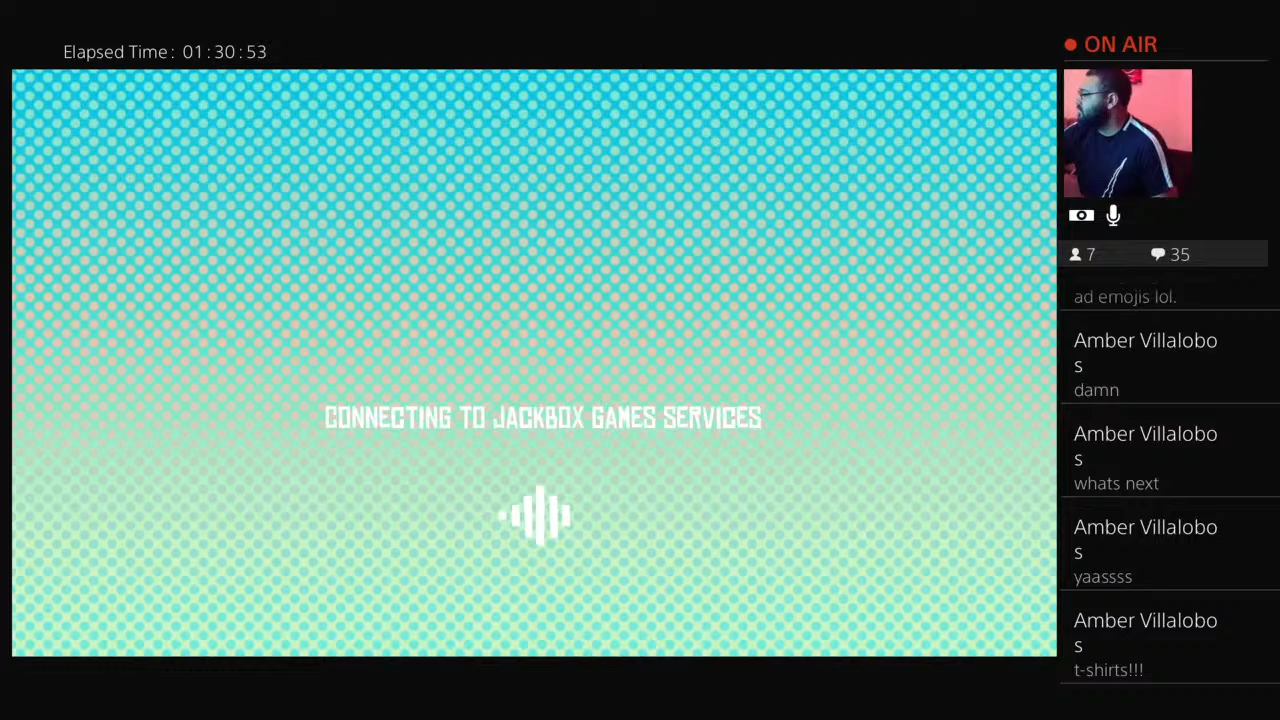 Elapsed Time: 01:30:53
ON AIR
7 35
ad emojis lol.
Amber Villalobo
s
damn
Amber Villalobo
s
whats next
Amber Villalobo
s
yaassss
Amber Villalobo
s
t-shirts!!!
CONNECTING TO JACKBOX GAMES SERVICES